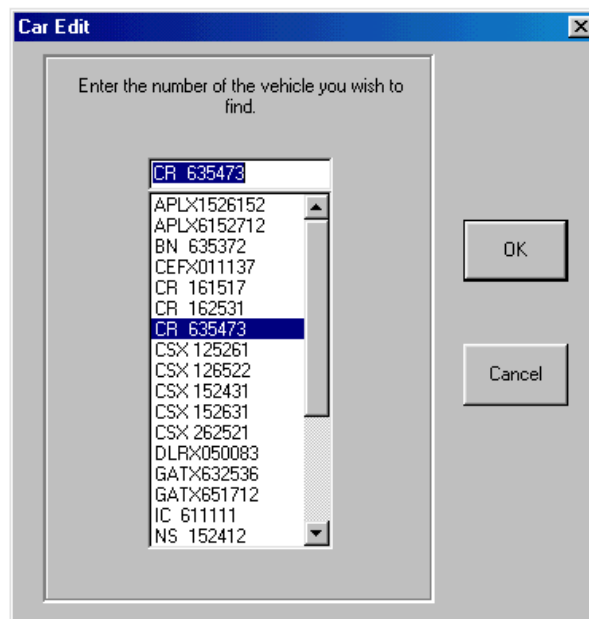 Car Edit
Enter the number of the vehicle you wish to
find.
CR 635473
APLX1526152
APLX6152712
BN 635372
CEFX011137
CR 161517
CR 162531
CR 635473
CSX 125261
CSX 126522
CSX 152431
CSX 152631
CSX 262521
DLRX050083
GATX632536
GATX651712
IC 611111
NS 152412
OK
Cancel